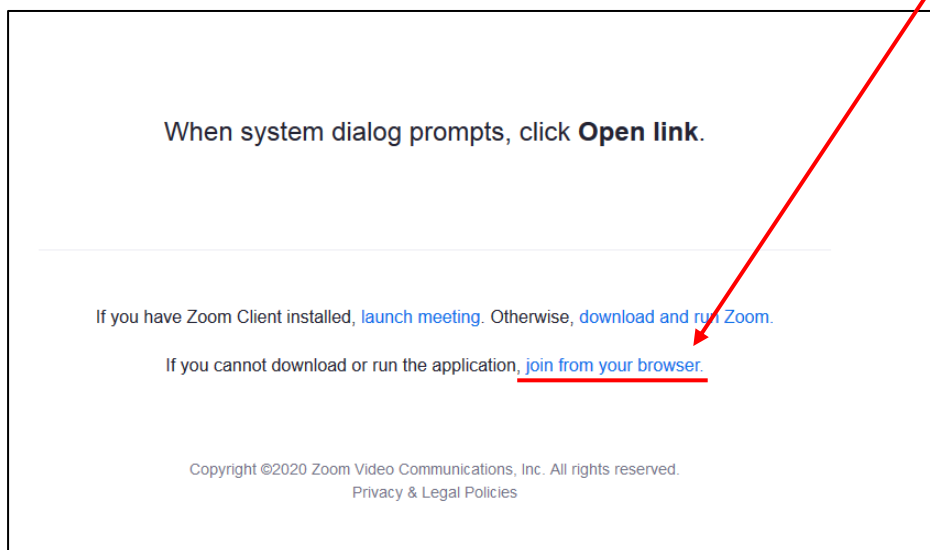 When system dialog prompts, click Open link.
If you have Zoom Client installed, launch meeting. Otherwise, download and run Zoom.
If you cannot download or run the application, join from your browser.
Copyright ©2020 Zoom Video Communications, Inc. All rights reserved.
Privacy & Legal Policies